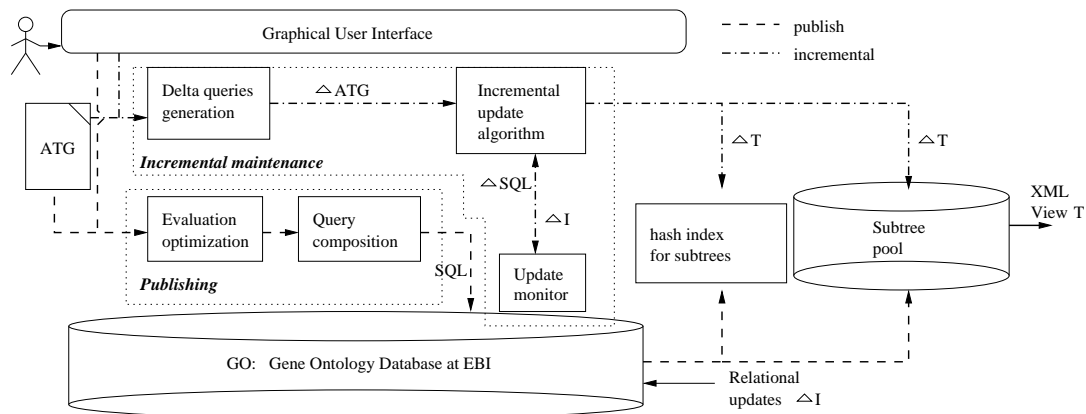 Graphical User Interface
publish
incremental
Delta queries
generation
△ ATG
Incremental
update
algorithm
ATG
Incremental maintenance
△ T
△ T
△ SQL
△ I
XML
View T
Evaluation
optimization
Query
composition
hash index
for subtrees
Subtree
pool
SQL
Update
monitor
Publishing
GO: Gene Ontology Database at EBI
Relational
updates △ I